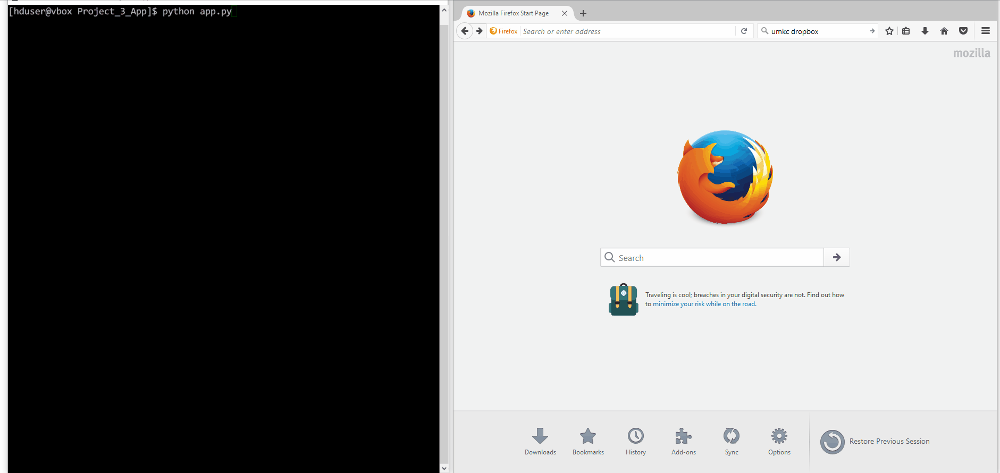 [hduser@vbox Project_3_App]$ python app.py
Mozilla Firefox Start Page
Firefox
Search or enter address
umkc dropbox
mozilla
Search
Traveling is cool; breaches in your digital security are not. Find out how
to minimize your risk while on the road.
Downloads
Bookmarks
History
Add-ons
Sync
Options
Restore Previous Session